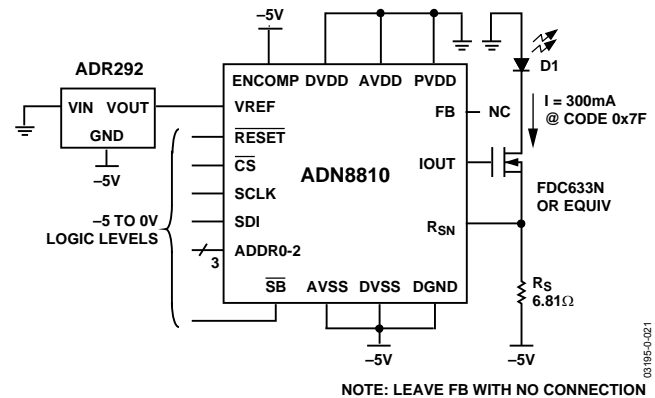 –5V
ADR292
VIN VOUT
GND
–5V
ENCOMP DVDD AVDD PVDD
VREF
RESET
CS
SCLK
SDI
ADDR0-2
3
SB AVSS DVSS DGND
ADN8810
FB
NC
IOUT
RSN
–5 TO 0V
LOGIC LEVELS
D1
I = 300mA
@ CODE 0x7F
FDC633N
OR EQUIV
RS
6.81Ω
–5V
–5V
03195-0-021
NOTE: LEAVE FB WITH NO CONNECTION